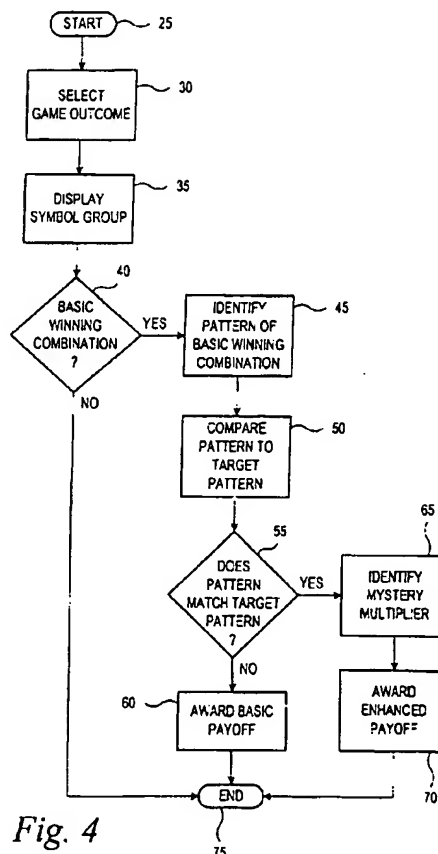 START
25
SELECT
GAME OUTCOME
30
DISPLAY
SYMBOL GROUP
35
BASIC
WINNING
COMBINATION
?
40
YES
NO
IDENTIFY
PATTERN OF
BASIC WINNING
COMBINATION
45
COMPARE
PATTERN TO
TARGET
PATTERN
50
DOES
PATTERN
MATCH TARGET
PATTERN
?
55
YES
NO
IDENTIFY
MYSTERY
MULTIPLIER
65
AWARD BASIC
PAYOFF
60
AWARD
ENHANCED
PAYOFF
70
END
75
Fig. 4